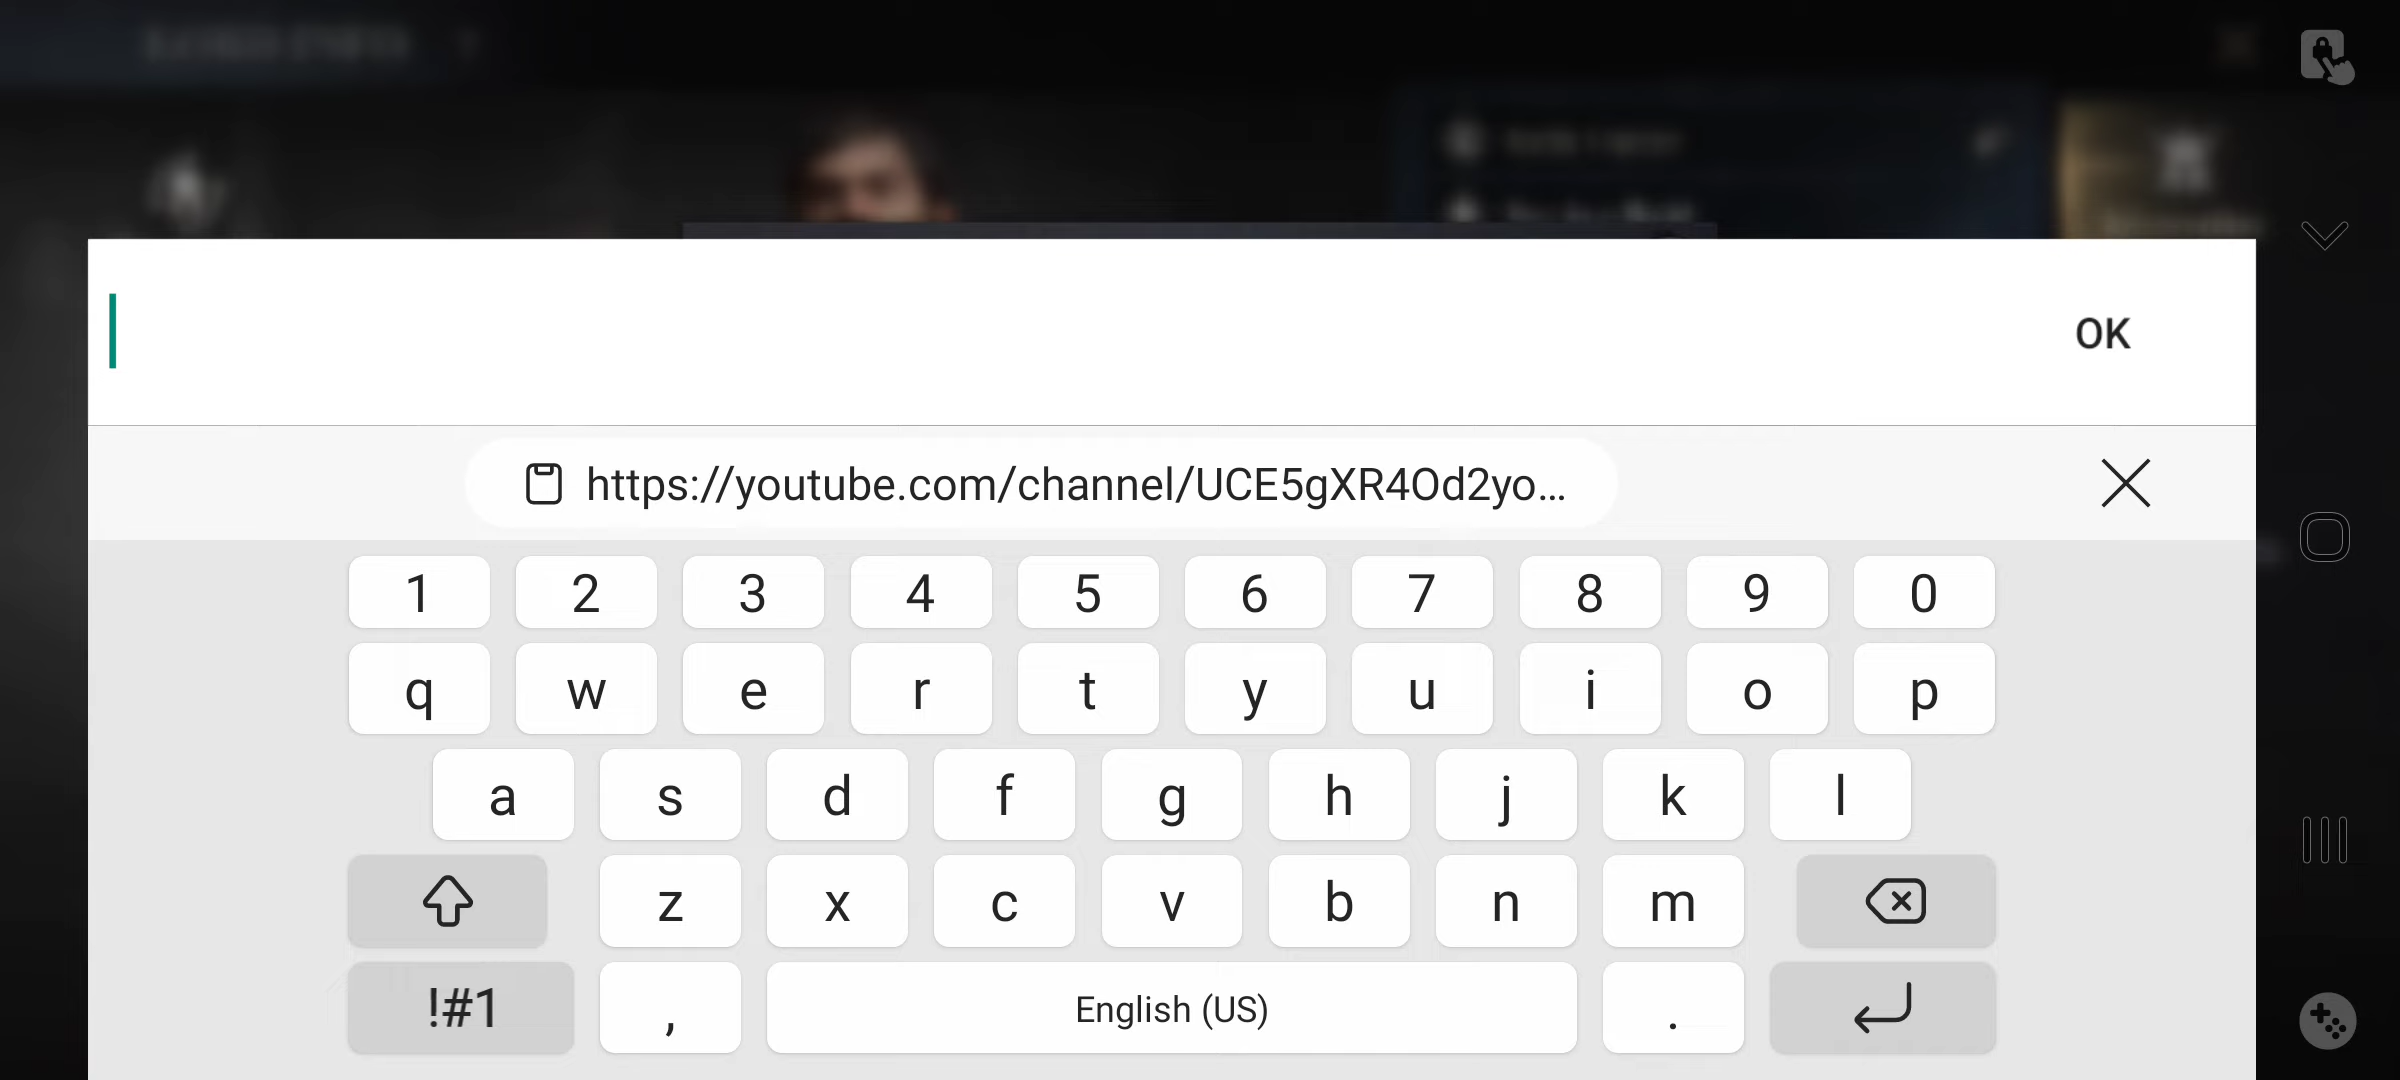 OK
https://youtube.com/channel/UCE5gXR4Od2yo...
1 2 3 4 5 6 7 8 9 0
q w e r t y u i o p
a s d f g h j k l
z x c v b n m
!#1 , English (US) .